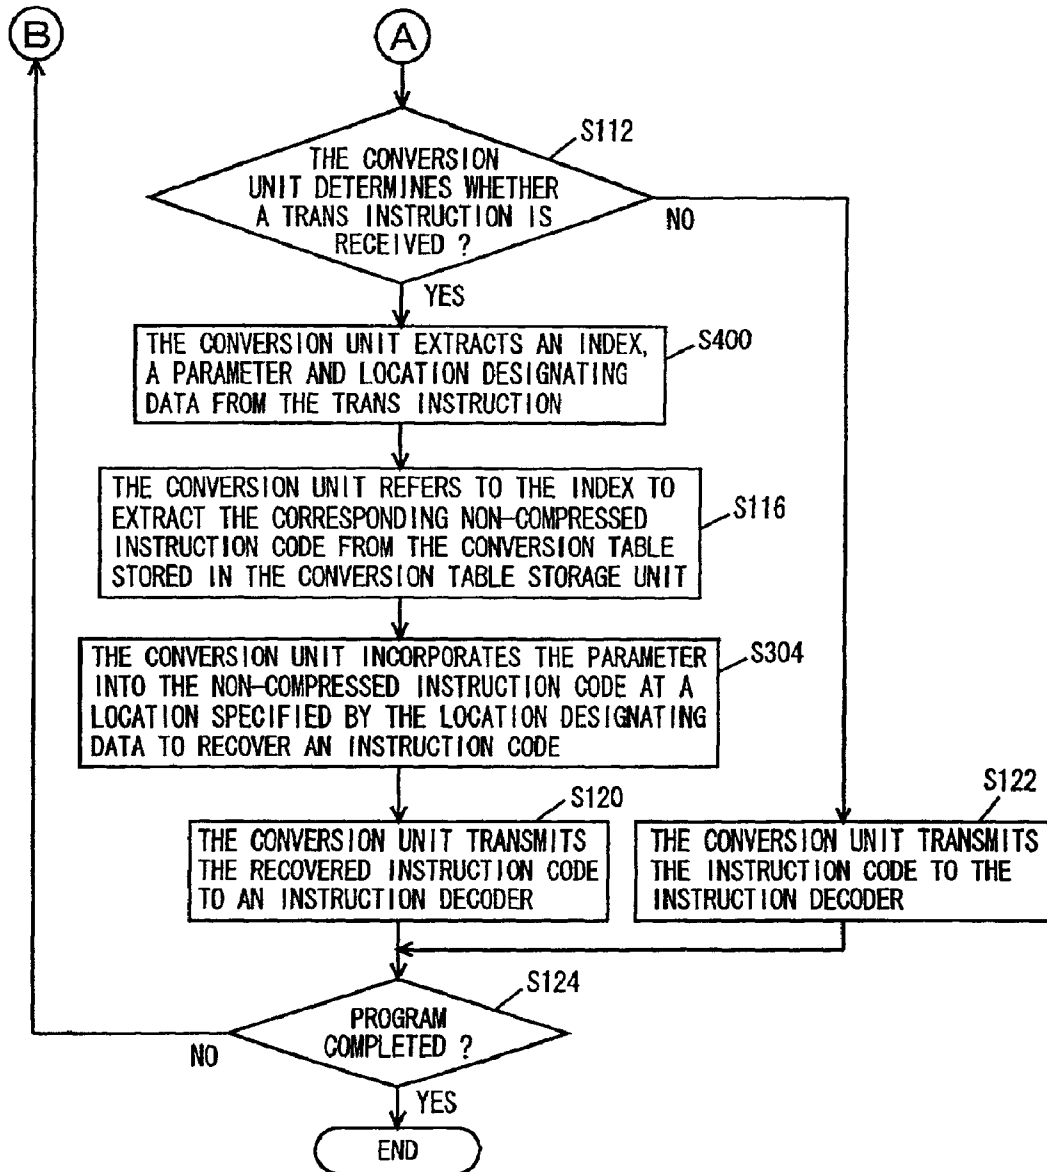 B
A
S112
THE CONVERSION
UNIT DETERMINES WHETHER
A TRANS INSTRUCTION IS
RECEIVED ?
NO
YES
S400
THE CONVERSION UNIT EXTRACTS AN INDEX,
A PARAMETER AND LOCATION DESIGNATING
DATA FROM THE TRANS INSTRUCTION
S116
THE CONVERSION UNIT REFERS TO THE INDEX TO
EXTRACT THE CORRESPONDING NON-COMPRESSED
INSTRUCTION CODE FROM THE CONVERSION TABLE
STORED IN THE CONVERSION TABLE STORAGE UNIT
S304
THE CONVERSION UNIT INCORPORATES THE PARAMETER
INTO THE NON-COMPRESSED INSTRUCTION CODE AT A
LOCATION SPECIFIED BY THE LOCATION DESIGNATING
DATA TO RECOVER AN INSTRUCTION CODE
S120
THE CONVERSION UNIT TRANSMITS
THE RECOVERED INSTRUCTION CODE
TO AN INSTRUCTION DECODER
S122
THE CONVERSION UNIT TRANSMITS
THE INSTRUCTION CODE TO THE
INSTRUCTION DECODER
S124
PROGRAM
COMPLETED ?
NO
YES
END